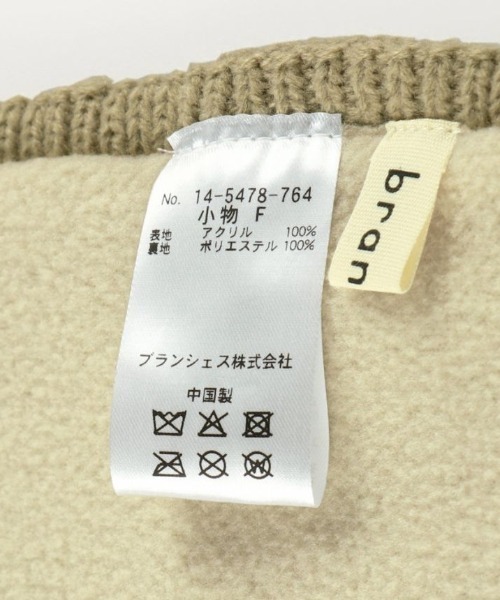 No. 14-5478-764
小物 F
表地 アクリル 100%
裏地 ポリエステル 100%
ブランシェス株式会社
中国製
bran